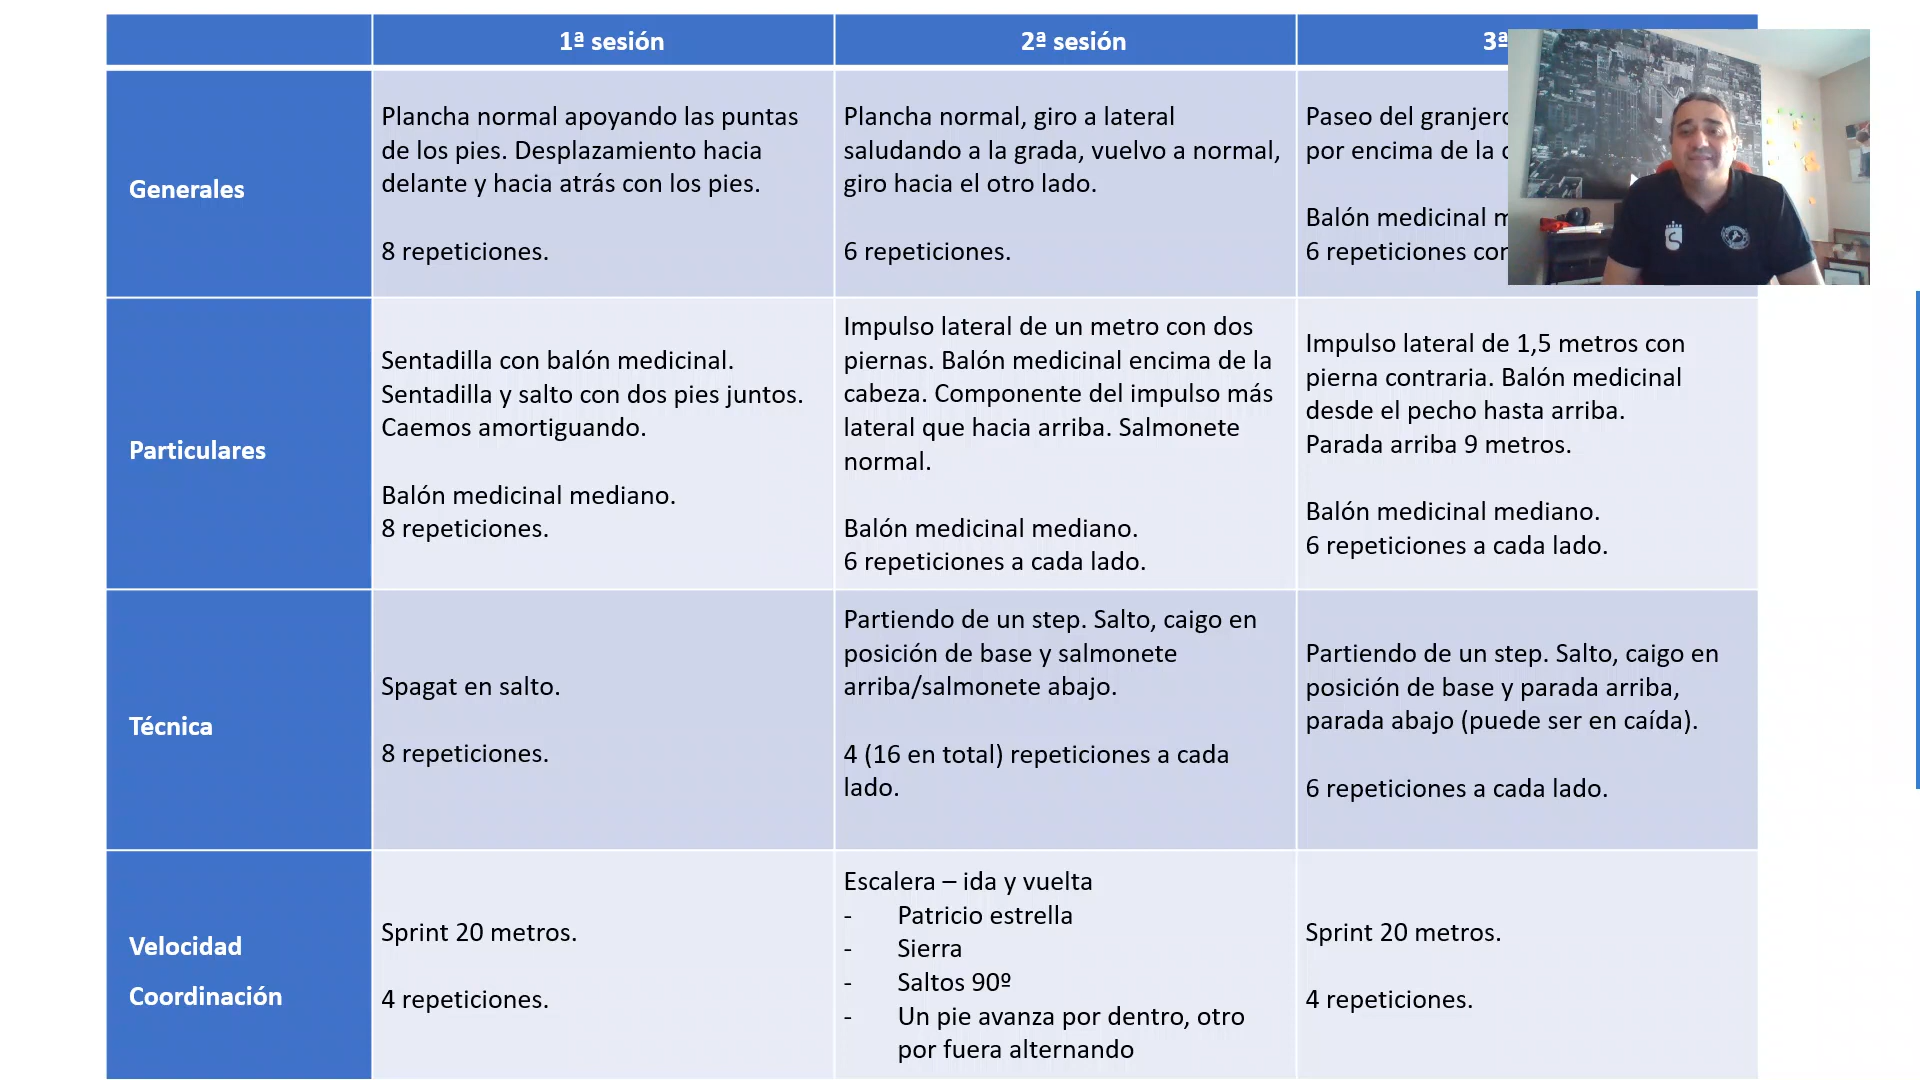 1ª sesión
2ª sesión
3ª
Generales
Plancha normal apoyando las puntas
de los pies. Desplazamiento hacia
delante y hacia atrás con los pies.
8 repeticiones.
Plancha normal, giro a lateral
saludando a la grada, vuelvo a normal,
giro hacia el otro lado.
6 repeticiones.
Paseo del granjero
por encima de la
Balón medicinal
6 repeticiones
Particulares
Sentadilla con balón medicinal.
Sentadilla y salto con dos pies juntos.
Caemos amortiguando.
Balón medicinal mediano.
8 repeticiones.
Impulso lateral de un metro con dos
piernas. Balón medicinal encima de la
cabeza. Componente del impulso más
lateral que hacia arriba. Salmonete
normal.
Balón medicinal mediano.
6 repeticiones a cada lado.
Impulso lateral de 1,5 metros con
pierna contraria. Balón medicinal
desde el pecho hasta arriba.
Parada arriba 9 metros.
Balón medicinal mediano.
6 repeticiones a cada lado.
Técnica
Spagat en salto.
8 repeticiones.
Partiendo de un step. Salto, caigo en
posición de base y salmonete
arriba/salmonete abajo.
4 (16 en total) repeticiones a cada
lado.
Partiendo de un step. Salto, caigo en
posición de base y parada arriba,
parada abajo (puede ser en caída).
6 repeticiones a cada lado.
Velocidad
Coordinación
Sprint 20 metros.
4 repeticiones.
Escalera – ida y vuelta
- Patricio estrella
- Sierra
- Saltos 90º
- Un pie avanza por dentro, otro
por fuera alternando
Sprint 20 metros.
4 repeticiones.